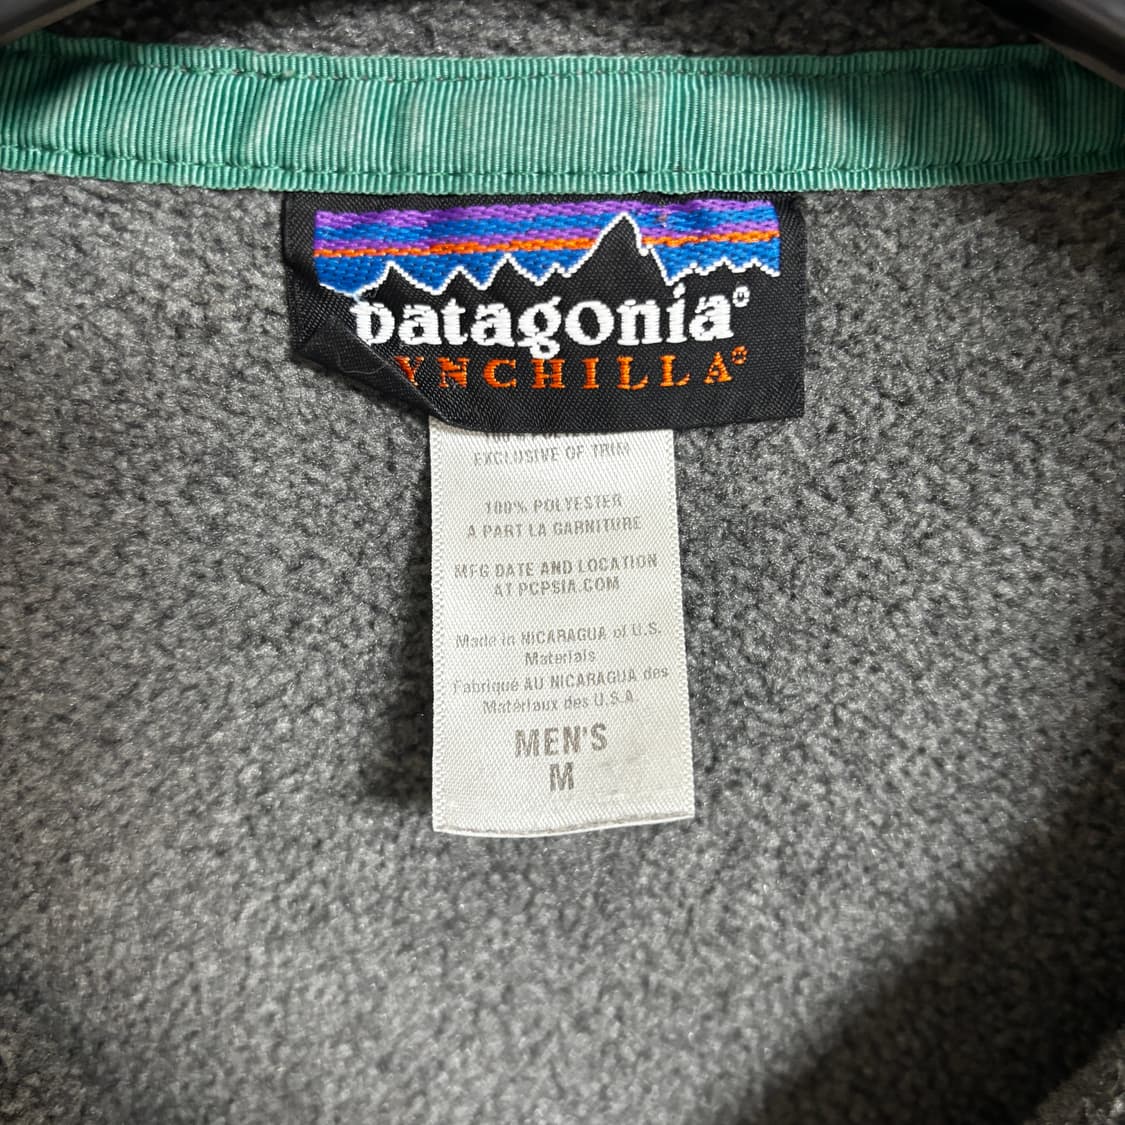 patagonia®
YNCHILLA®
EXCLUSIVE OF TRIM
100% POLYESTER
A PART LA GARNITURE
MFG DATE AND LOCATION
AT PCPSIA.COM
Made in NICARAGUA of U.S.
Materials
Fabriqué AU NICARAGUA des
Matériaux des U.S.A.
MEN'S
M